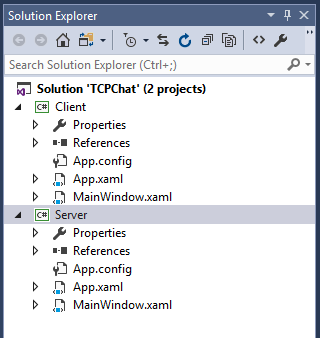 Solution Explorer
Search Solution Explorer (Ctrl+;)
Solution 'TCPChat' (2 projects)
C# Client
Properties
References
App.config
App.xaml
MainWindow.xaml
C# Server
Properties
References
App.config
App.xaml
MainWindow.xaml